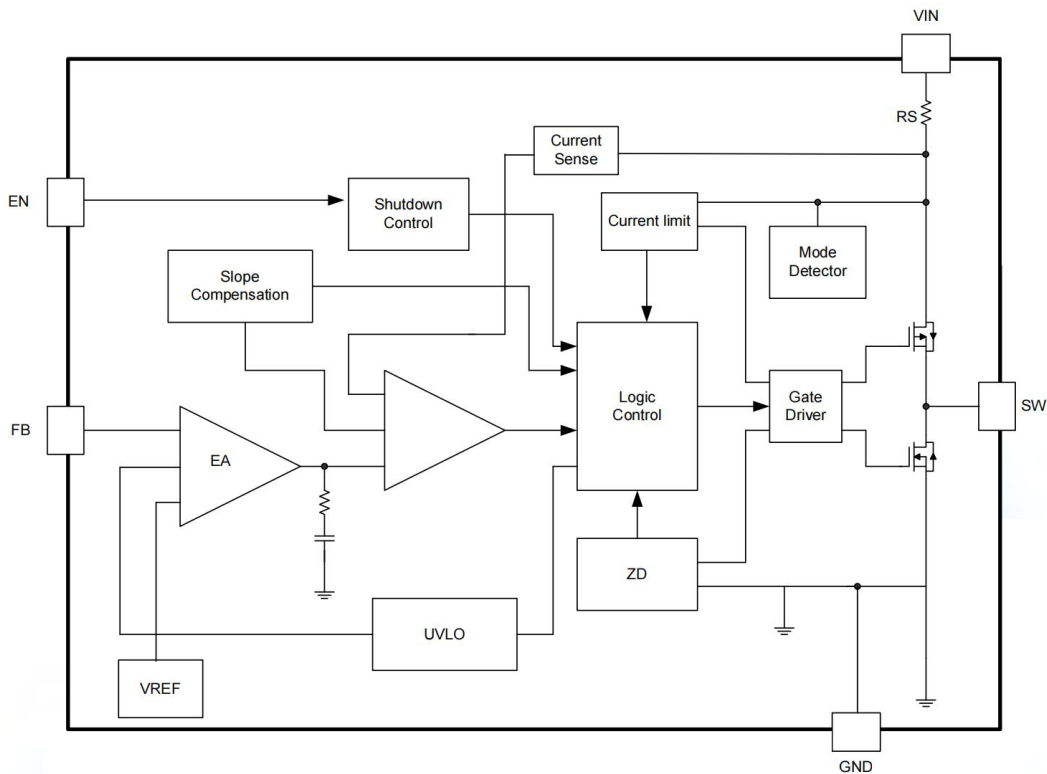 VIN
RS
Current
Sense
EN
Shutdown
Control
Current limit
Mode
Detector
Slope
Compensation
Logic
Control
Gate
Driver
SW
FB
EA
ZD
UVLO
VREF
GND